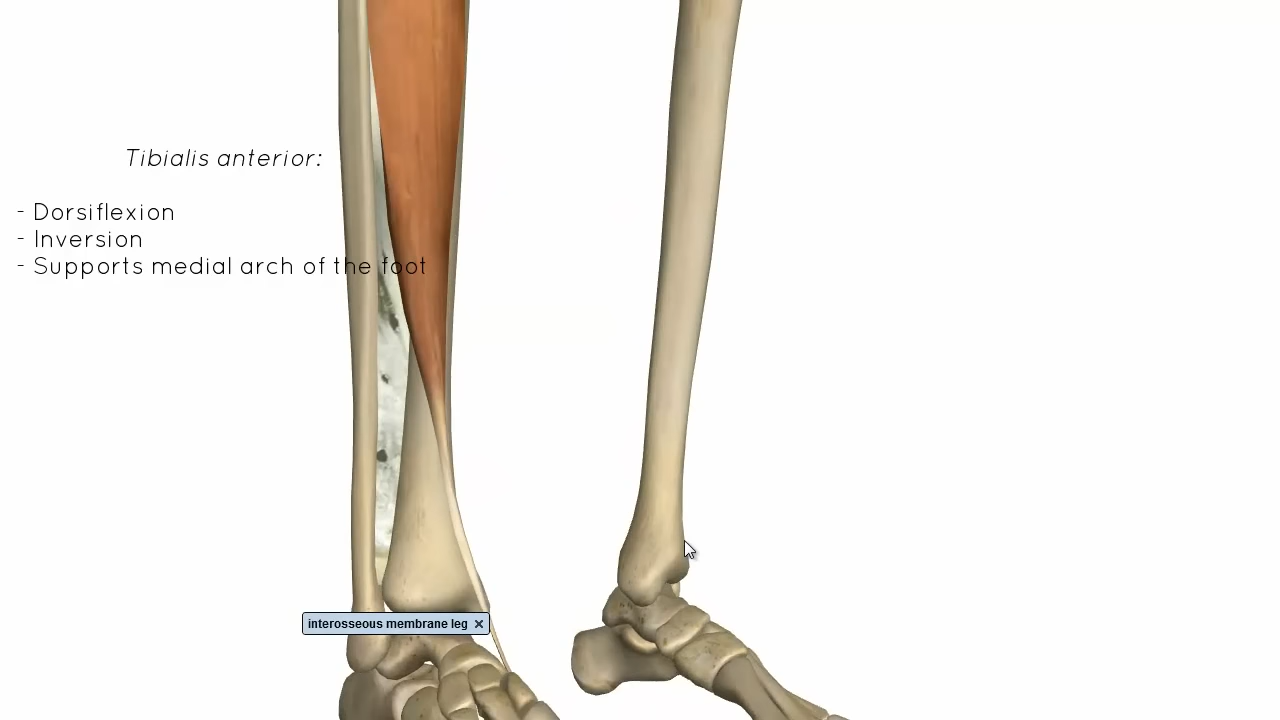 Tibialis anterior:
- Dorsiflexion
- Inversion
- Supports medial arch of the foot
interosseous membrane leg ×